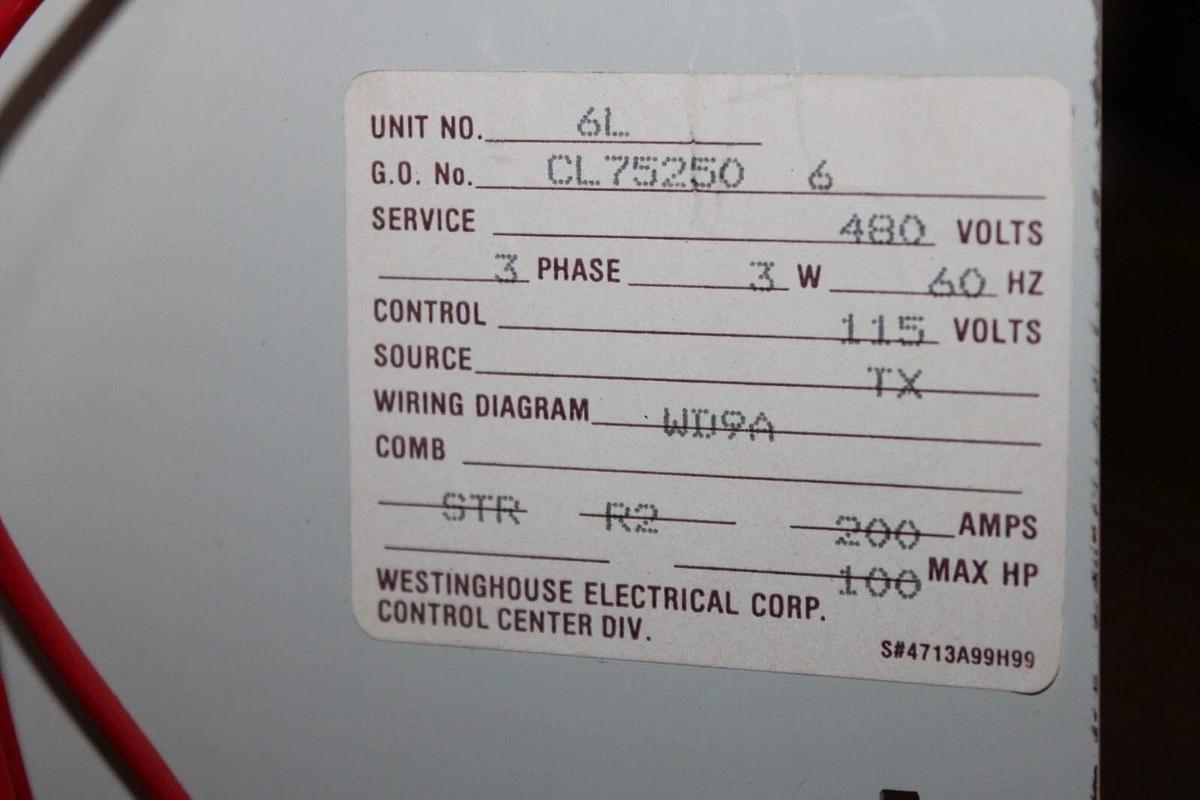 UNIT NO. 6L
G.O. No. CL75250 6
SERVICE 480 VOLTS
3 PHASE 3 W 60 HZ
CONTROL 115 VOLTS
SOURCE TX
WIRING DIAGRAM WD9A
COMB
STR R2 200 AMPS
100 MAX HP
WESTINGHOUSE ELECTRICAL CORP.
CONTROL CENTER DIV.
S#4713A99H99